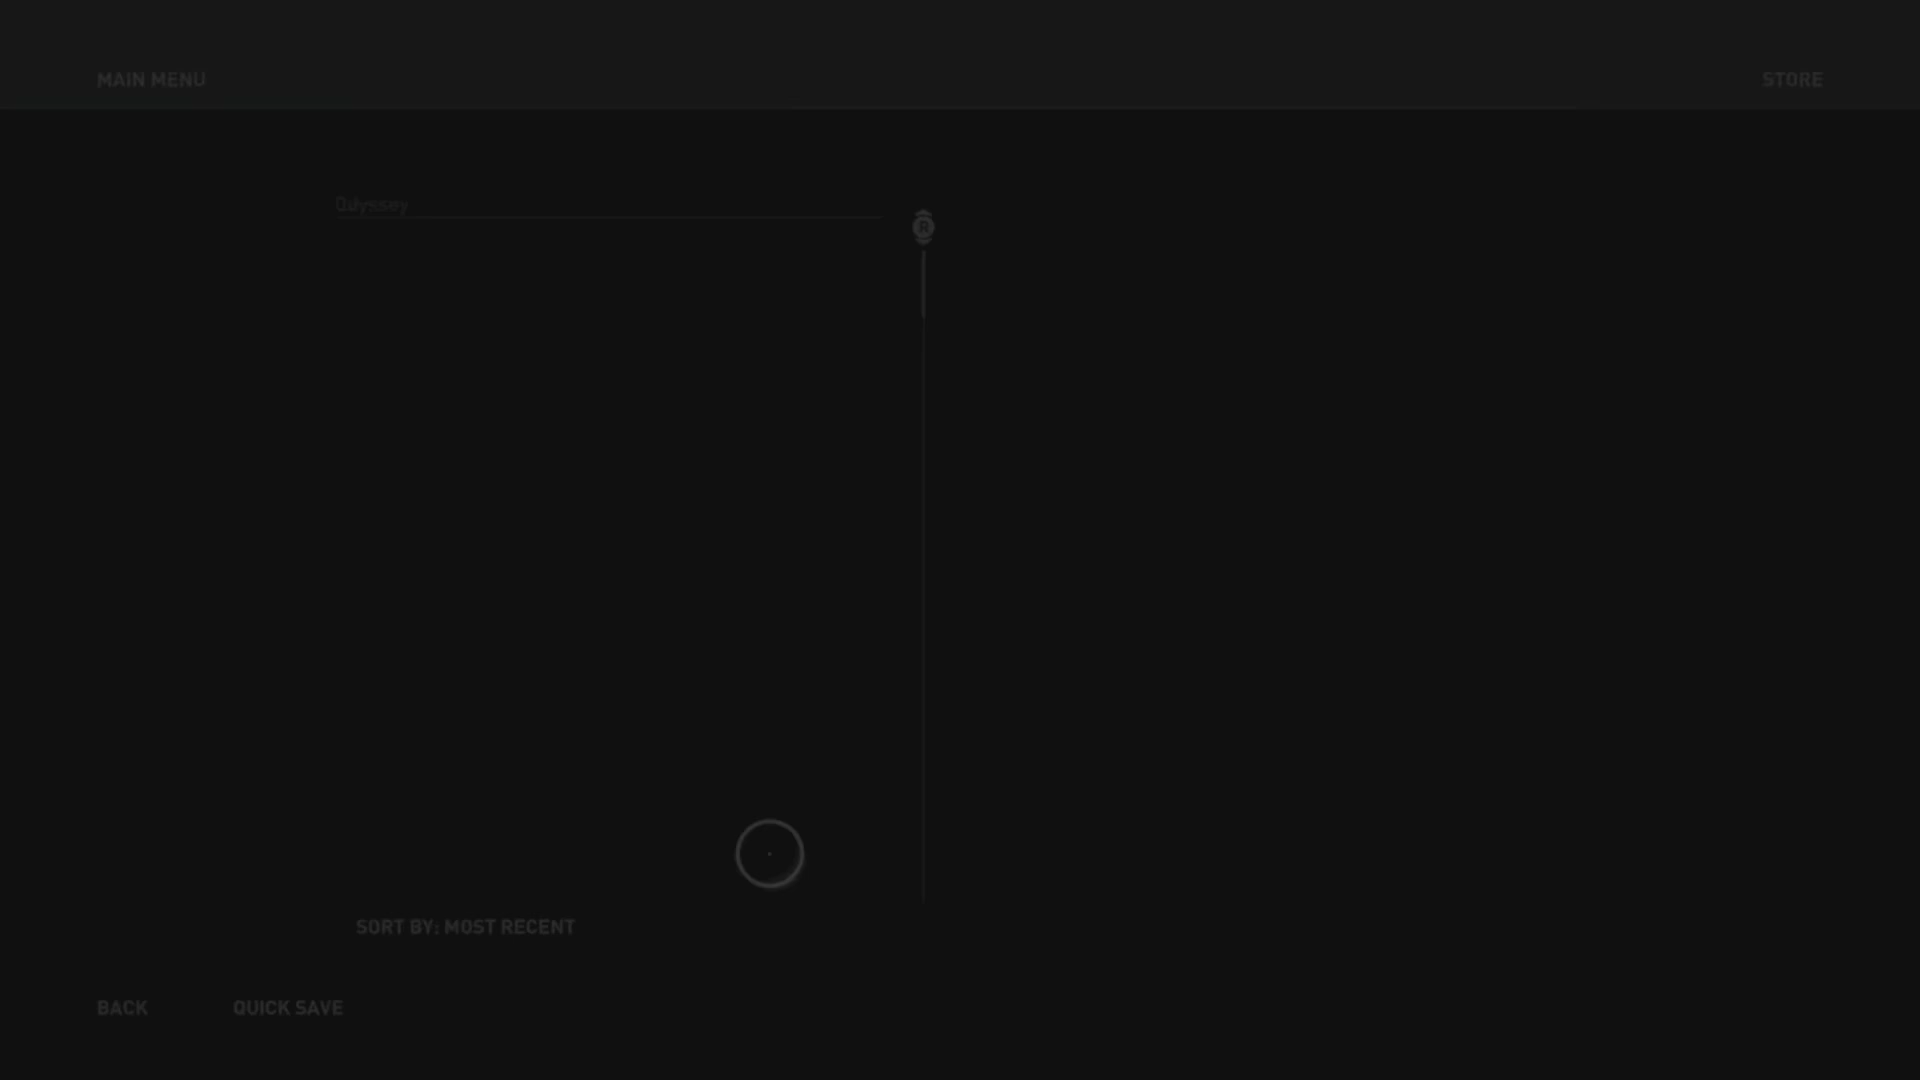 MAIN MENU
STORE
Odyssey
R
SORT BY: MOST RECENT
BACK
QUICK SAVE